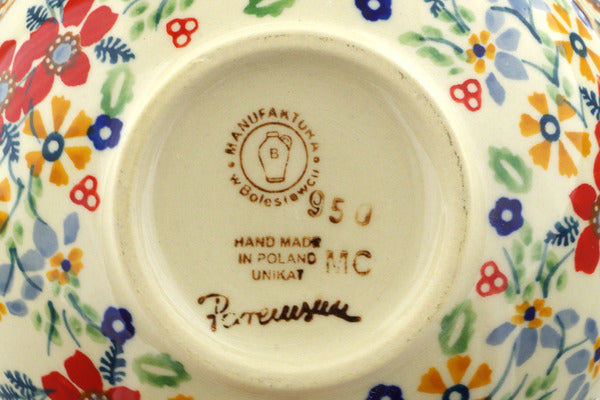 MANUFAKTURA
B
w Bolesławcu
950
HAND MADE
IN POLAND
UNIKAT
MC